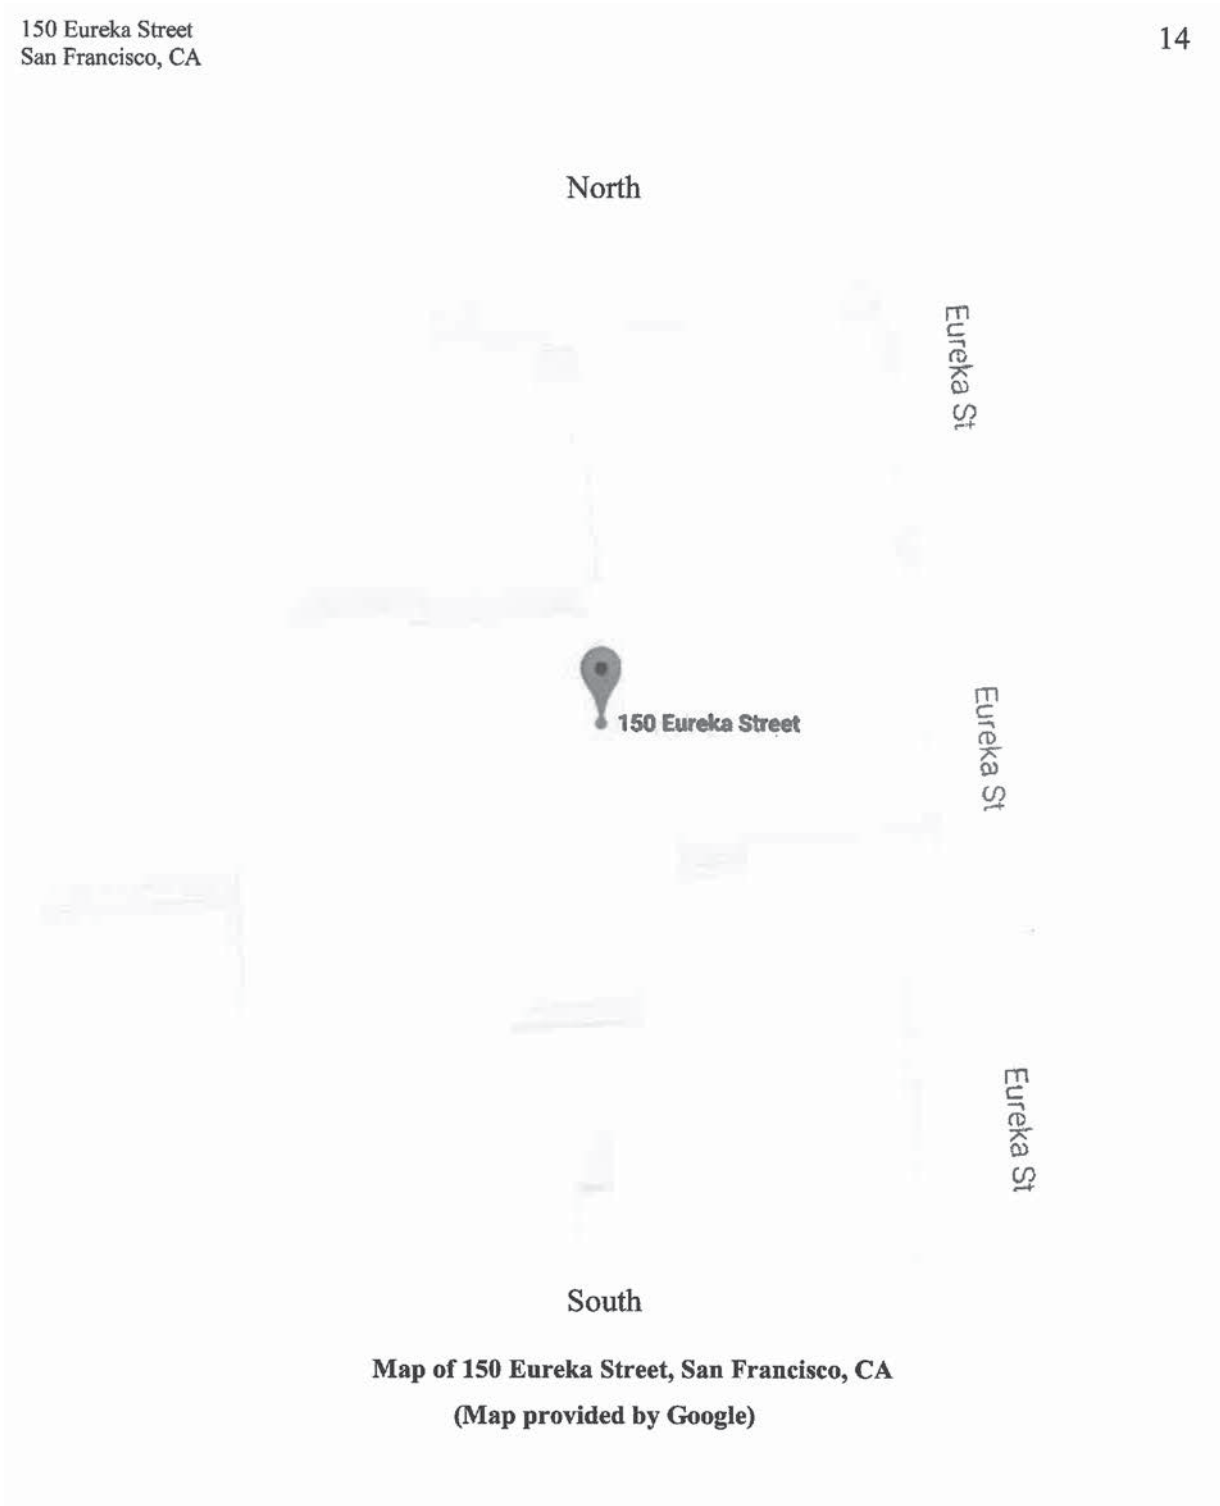 150 Eureka Street
San Francisco, CA
14
North
Eureka St
150 Eureka Street
Eureka St
Eureka St
South
Map of 150 Eureka Street, San Francisco, CA
(Map provided by Google)